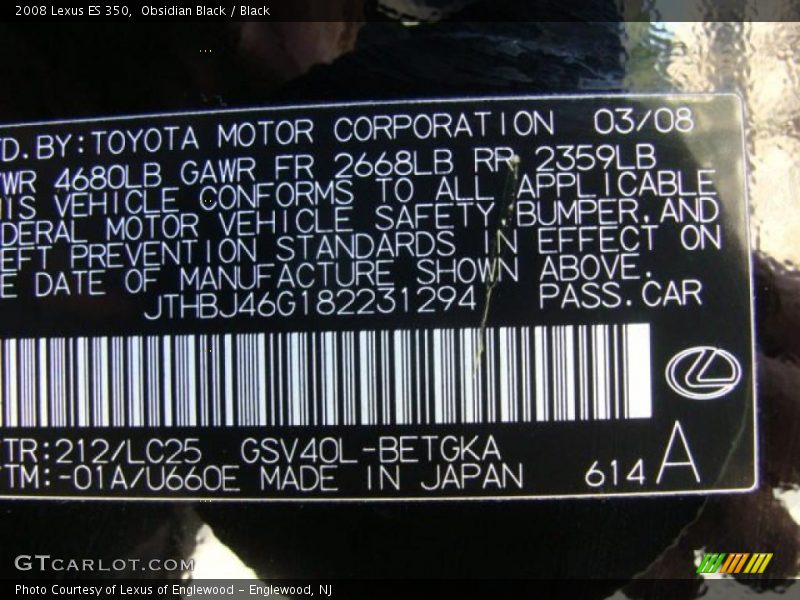 2008 Lexus ES 350,  Obsidian Black / Black
FD.BY:TOYOTA MOTOR CORPORATION 03/08
WR 4680LB GAWR FR 2668LB RR 2359LB
HIS VEHICLE CONFORMS TO ALL APPLICABLE
DERAL MOTOR VEHICLE SAFETY,BUMPER,AND
EFT PREVENTION STANDARDS IN EFFECT ON
E DATE OF MANUFACTURE SHOWN ABOVE.
JTHBJ46G182231294 PASS.CAR
TR:212/LC25 GSV40L-BETGKA
TM:-01A/U660E MADE IN JAPAN 614 A
GTCARLOT.COM
Photo Courtesy of Lexus of Englewood - Englewood, NJ